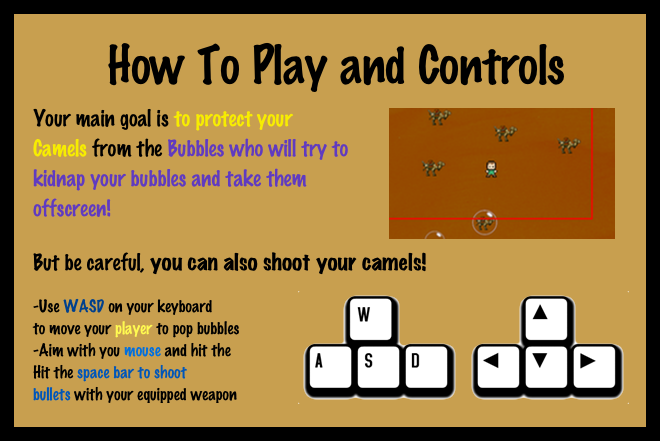 How To Play and Controls
Your main goal is to protect your
Camels from the Bubbles who will try to
kidnap your bubbles and take them
offscreen!
But be careful, you can also shoot your camels!
-Use WASD on your keyboard
to move your player to pop bubbles
-Aim with you mouse and hit the
Hit the space bar to shoot
bullets with your equipped weapon
W
A S D